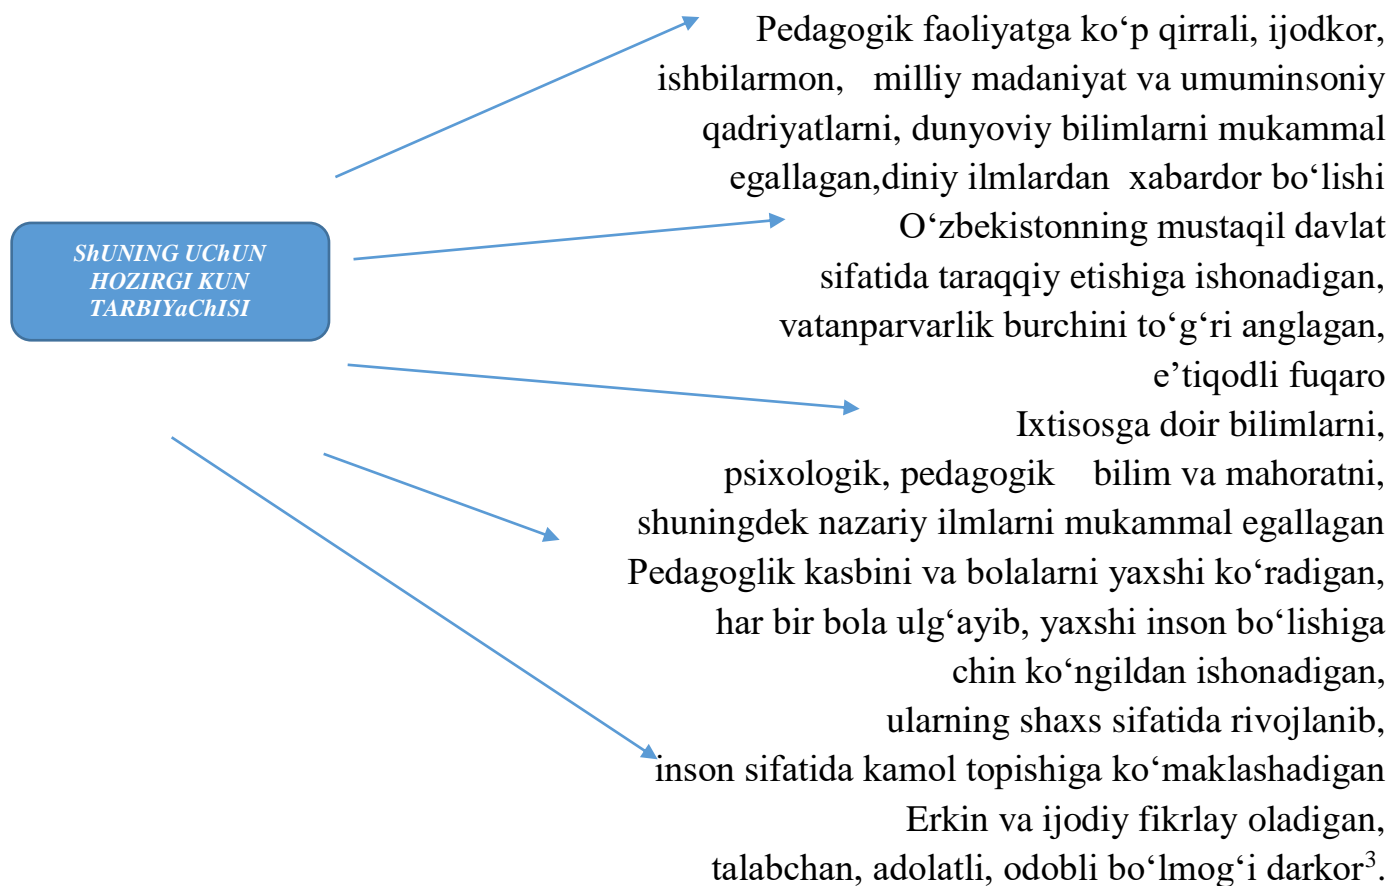 Pedagogik faoliyatga ko‘p qirrali, ijodkor,
ishbilarmon, milliy madaniyat va umuminsoniy
qadriyatlarni, dunyoviy bilimlarni mukammal
egallagan,diniy ilmlardan xabardor bo‘lishi
O‘zbekistonning mustaqil davlat
sifatida taraqqiy etishiga ishonadigan,
vatanparvarlik burchini to‘g‘ri anglagan,
e’tiqodli fuqaro
Ixtisosga doir bilimlarni,
psixologik, pedagogik bilim va mahoratni,
shuningdek nazariy ilmlarni mukammal egallagan
Pedagoglik kasbini va bolalarni yaxshi ko‘radigan,
har bir bola ulg‘ayib, yaxshi inson bo‘lishiga
chin ko‘ngildan ishonadigan,
ularning shaxs sifatida rivojlanib,
inson sifatida kamol topishiga ko‘maklashadigan
Erkin va ijodiy fikrlay oladigan,
talabchan, adolatli, odobli bo‘lmog‘i darkor³.
ShUNING UChUN
HOZIRGI KUN
TARBIYaChISI